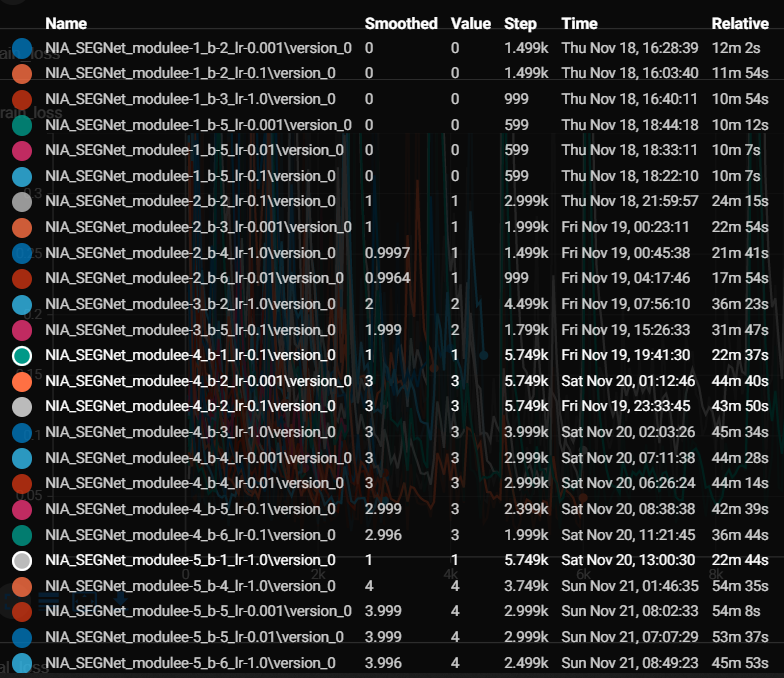 Name Smoothed Value Step Time Relative
NIA_SEGNet_modulee-1_b-2_lr-0.001\version_0 0 0 1.499k Thu Nov 18, 16:28:39 12m 2s
NIA_SEGNet_modulee-1_b-2_lr-0.1\version_0 0 0 1.499k Thu Nov 18, 16:03:40 11m 54s
NIA_SEGNet_modulee-1_b-3_lr-1.0\version_0 0 0 999 Thu Nov 18, 16:40:11 10m 54s
NIA_SEGNet_modulee-1_b-5_lr-0.001\version_0 0 0 599 Thu Nov 18, 18:44:18 10m 12s
NIA_SEGNet_modulee-1_b-5_lr-0.01\version_0 0 0 599 Thu Nov 18, 18:33:11 10m 7s
NIA_SEGNet_modulee-1_b-5_lr-0.1\version_0 0 0 599 Thu Nov 18, 18:22:10 10m 7s
NIA_SEGNet_modulee-2_b-2_lr-0.1\version_0 1 1 2.999k Thu Nov 18, 21:59:57 24m 15s
NIA_SEGNet_modulee-2_b-3_lr-0.001\version_0 1 1 1.999k Fri Nov 19, 00:23:11 22m 54s
NIA_SEGNet_modulee-2_b-4_lr-1.0\version_0 0.9997 1 1.499k Fri Nov 19, 00:45:38 21m 41s
NIA_SEGNet_modulee-2_b-6_lr-0.01\version_0 0.9964 1 999 Fri Nov 19, 04:17:46 17m 54s
NIA_SEGNet_modulee-3_b-2_lr-1.0\version_0 2 2 4.499k Fri Nov 19, 07:56:10 36m 23s
NIA_SEGNet_modulee-3_b-5_lr-0.1\version_0 1.999 2 1.799k Fri Nov 19, 15:26:33 31m 47s
NIA_SEGNet_modulee-4_b-1_lr-0.1\version_0 1 1 5.749k Fri Nov 19, 19:41:30 22m 37s
NIA_SEGNet_modulee-4_b-2_lr-0.001\version_0 3 3 5.749k Sat Nov 20, 01:12:46 44m 40s
NIA_SEGNet_modulee-4_b-2_lr-0.1\version_0 3 3 5.749k Fri Nov 19, 23:33:45 43m 50s
NIA_SEGNet_modulee-4_b-3_lr-1.0\version_0 3 3 3.999k Sat Nov 20, 02:03:26 45m 34s
NIA_SEGNet_modulee-4_b-4_lr-0.001\version_0 3 3 2.999k Sat Nov 20, 07:11:38 44m 28s
NIA_SEGNet_modulee-4_b-4_lr-0.01\version_0 3 3 2.999k Sat Nov 20, 06:26:24 44m 14s
NIA_SEGNet_modulee-4_b-5_lr-0.1\version_0 2.999 3 2.399k Sat Nov 20, 08:38:38 42m 39s
NIA_SEGNet_modulee-4_b-6_lr-0.1\version_0 2.996 3 1.999k Sat Nov 20, 11:21:45 36m 44s
NIA_SEGNet_modulee-5_b-1_lr-1.0\version_0 1 1 5.749k Sat Nov 20, 13:00:30 22m 44s
NIA_SEGNet_modulee-5_b-4_lr-1.0\version_0 4 4 3.749k Sun Nov 21, 01:46:35 54m 35s
NIA_SEGNet_modulee-5_b-5_lr-0.001\version_0 3.999 4 2.999k Sun Nov 21, 08:02:33 54m 8s
NIA_SEGNet_modulee-5_b-5_lr-0.01\version_0 3.999 4 2.999k Sun Nov 21, 07:07:29 53m 37s
NIA_SEGNet_modulee-5_b-6_lr-1.0\version_0 3.996 4 2.499k Sun Nov 21, 08:49:23 45m 53s